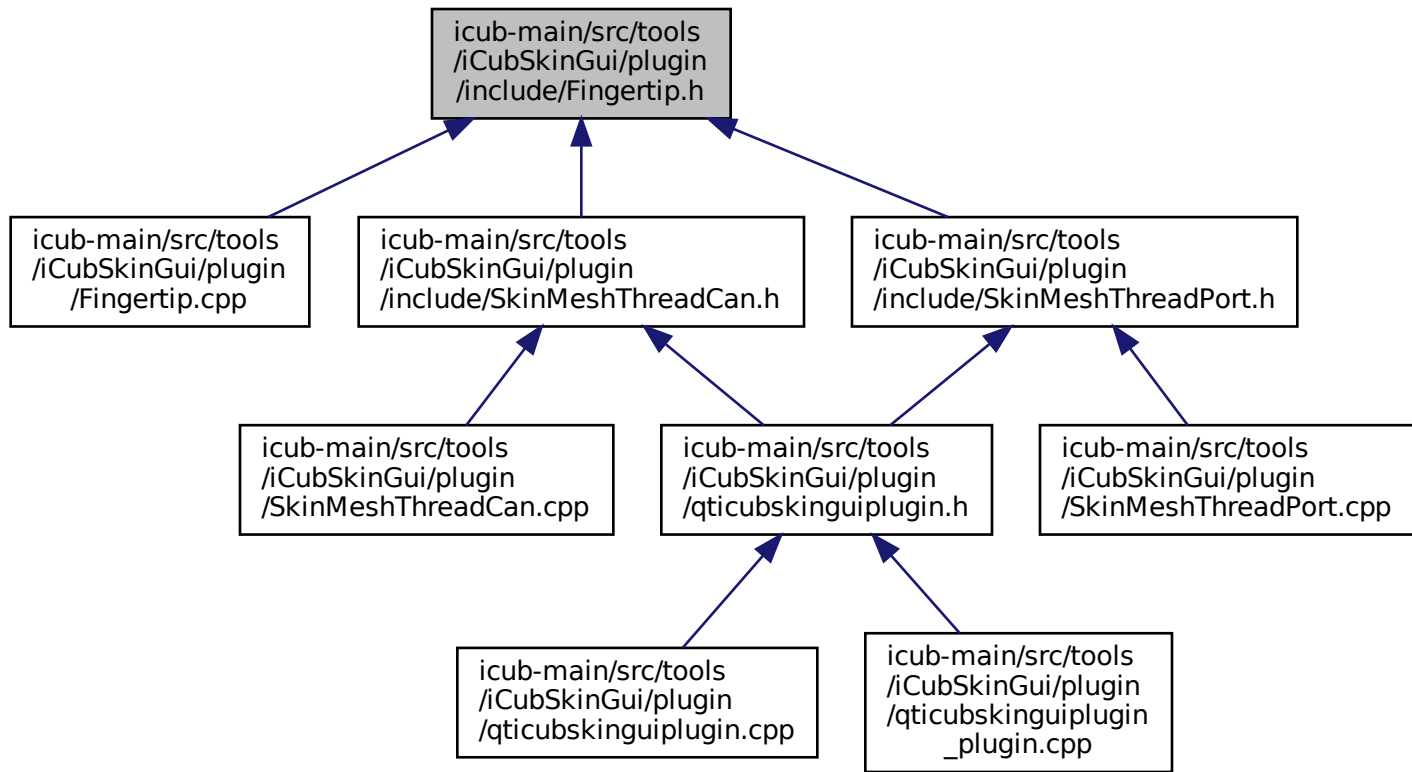 icub-main/src/tools
/iCubSkinGui/plugin
/include/Fingertip.h
icub-main/src/tools
/iCubSkinGui/plugin
/Fingertip.cpp
icub-main/src/tools
/iCubSkinGui/plugin
/include/SkinMeshThreadCan.h
icub-main/src/tools
/iCubSkinGui/plugin
/include/SkinMeshThreadPort.h
icub-main/src/tools
/iCubSkinGui/plugin
/SkinMeshThreadCan.cpp
icub-main/src/tools
/iCubSkinGui/plugin
/qticubskinguiplugin.h
icub-main/src/tools
/iCubSkinGui/plugin
/SkinMeshThreadPort.cpp
icub-main/src/tools
/iCubSkinGui/plugin
/qticubskinguiplugin.cpp
icub-main/src/tools
/iCubSkinGui/plugin
/qticubskinguiplugin
_plugin.cpp